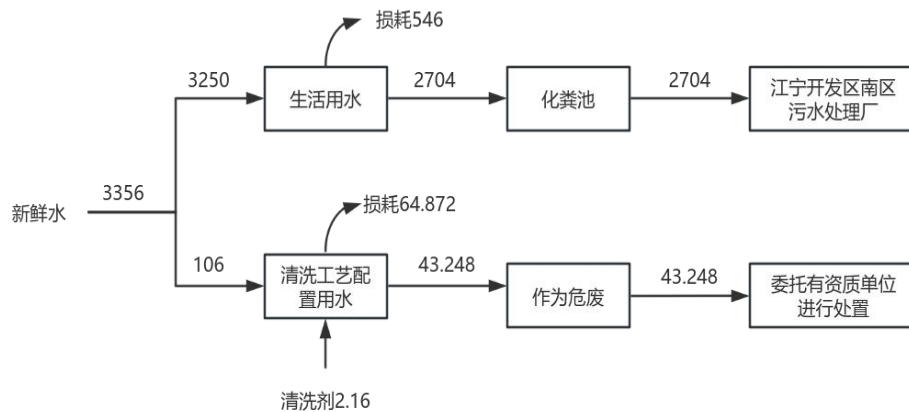 损耗546
3250
生活用水
2704
化粪池
2704
江宁开发区南区
污水处理厂
新鲜水
3356
损耗64.872
106
清洗工艺配
置用水
43.248
作为危废
43.248
委托有资质单位
进行处置
清洗剂2.16